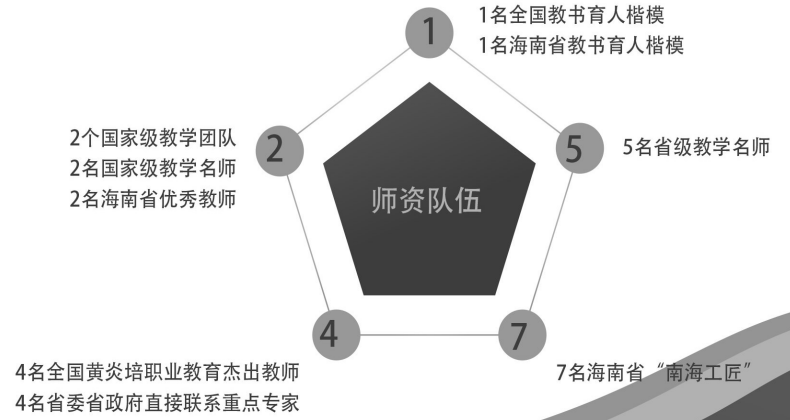 1
1名全国教书育人楷模
1名海南省教书育人楷模
2
2个国家级教学团队
2名国家级教学名师
2名海南省优秀教师
5
5名省级教学名师
师资队伍
4
4名全国黄炎培职业教育杰出教师
4名省委省政府直接联系重点专家
7
7名海南省“南海工匠”